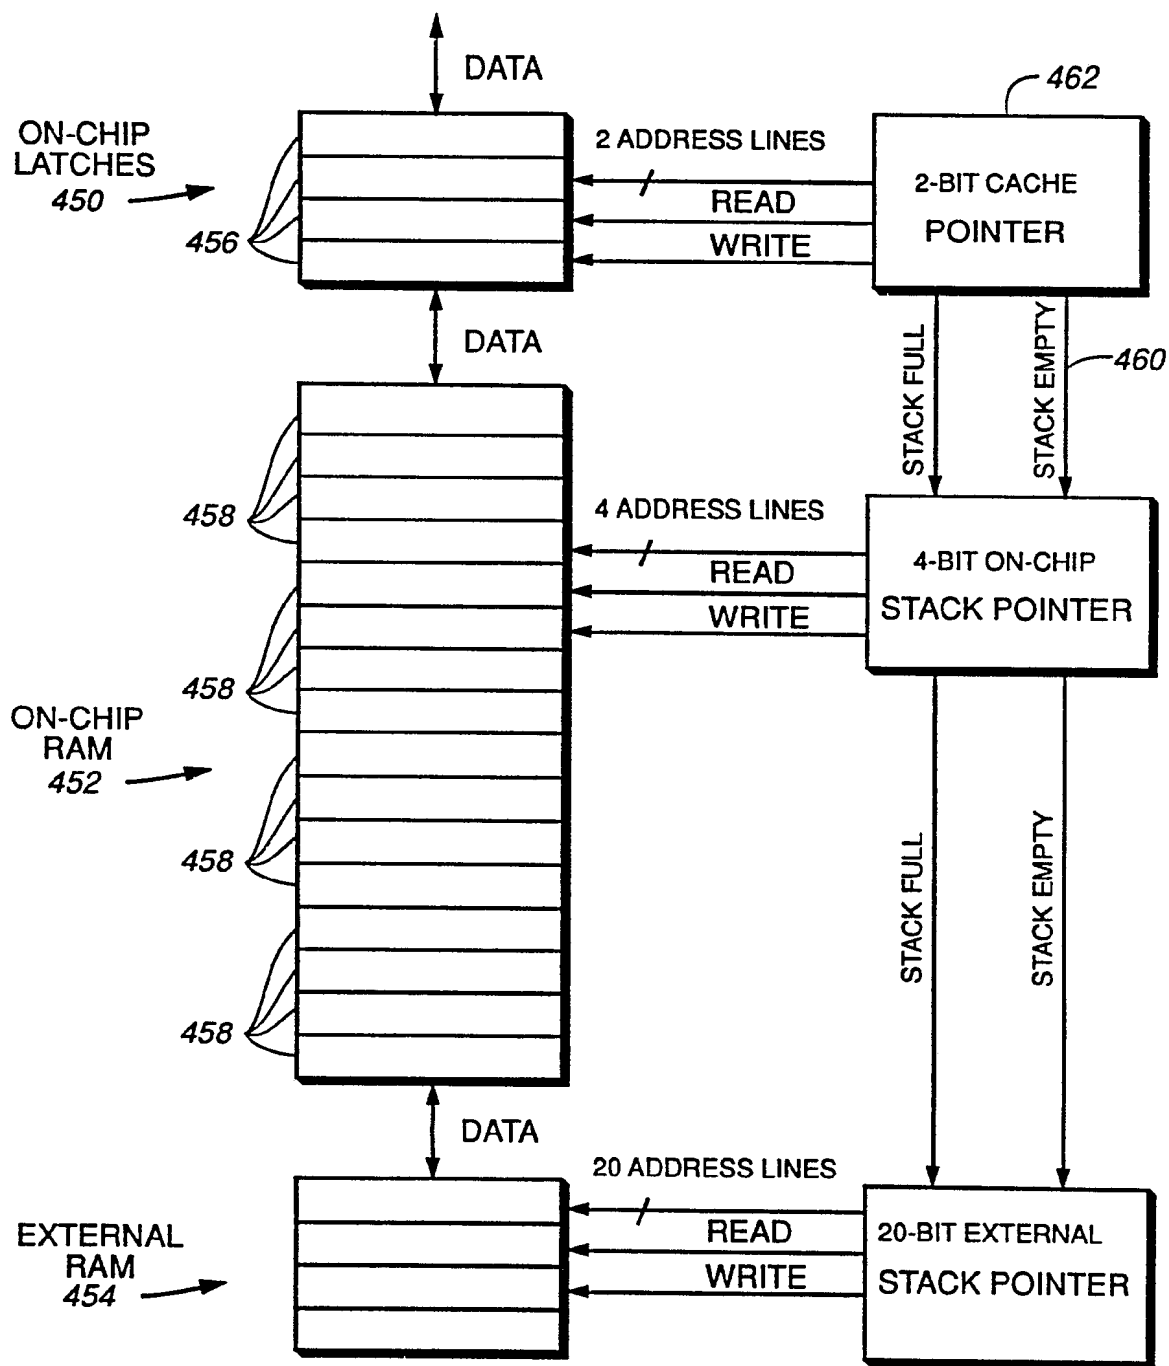 DATA
462
ON-CHIP
LATCHES
450
456
2 ADDRESS LINES
READ
WRITE
2-BIT CACHE
POINTER
DATA
STACK FULL
STACK EMPTY
460
458
4 ADDRESS LINES
READ
WRITE
4-BIT ON-CHIP
STACK POINTER
458
ON-CHIP
RAM
452
458
STACK FULL
STACK EMPTY
458
DATA
20 ADDRESS LINES
READ
WRITE
20-BIT EXTERNAL
STACK POINTER
EXTERNAL
RAM
454